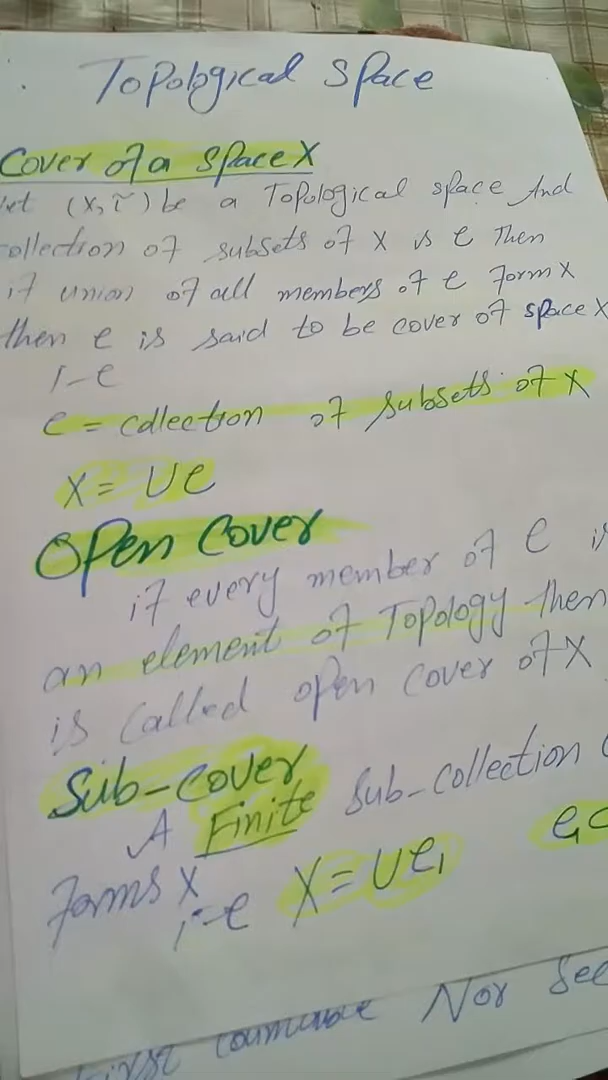 Topological Space
Cover of a space X
Let (X, τ) be a Topological space And
collection of subsets of X is C Then
if union of all members of C Form X
then C is said to be cover of space X
i-e
C = collection of subsets of X
X = UC
Open Cover
if every member of C is
an element of Topology then
is called open cover of X
Sub-cover
A Finite sub-collection
Forms X
i-e X = UC₁ C₁C
Nor See